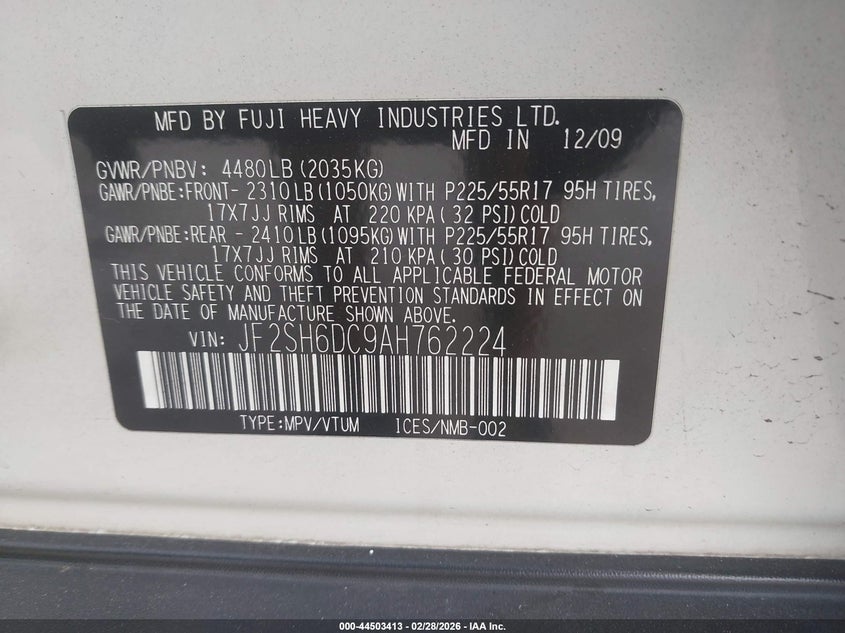 MFD BY FUJI HEAVY INDUSTRIES LTD.
MFD IN 12/09
GVWR/PNBV: 4480LB(2035KG)
GAWR/PNBE:FRONT- 2310LB(1050KG)WITH P225/55R17 95H TIRES,
17X7JJ RIMS AT 220 KPA( 32 PSI)COLD
GAWR/PNBE:REAR - 2410LB(1095KG)WITH P225/55R17 95H TIRES,
17X7JJ RIMS AT 210 KPA( 30 PSI)COLD
THIS VEHICLE CONFORMS TO ALL APPLICABLE FEDERAL MOTOR
VEHICLE SAFETY AND THEFT PREVENTION STANDARDS IN EFFECT ON
THE DATE OF MANUFACTURE SHOWN ABOVE.
VIN: JF2SH6DC9AH762224
TYPE:MPV/VTUM ICES/NMB-002
000-44503413 - 02/28/2026 - IAA Inc.